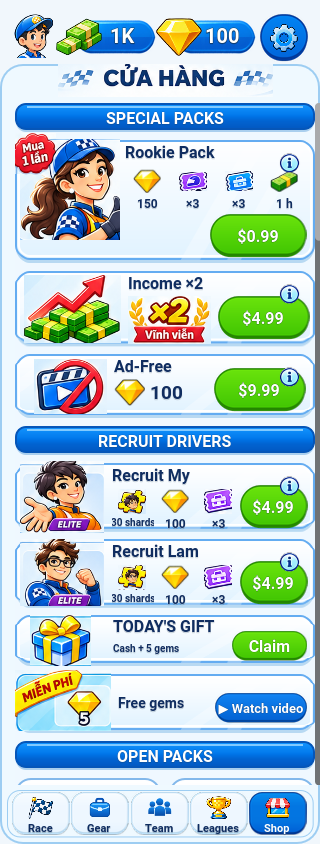 1K
100
CỬA HÀNG
SPECIAL PACKS
Mua
1 lần
Rookie Pack
150
×3
×3
1 h
$0.99
Income ×2
×2
Vĩnh viễn
$4.99
Ad-Free
100
$9.99
RECRUIT DRIVERS
Recruit My
ELITE
30 shards
100
×3
$4.99
Recruit Lam
ELITE
30 shards
100
×3
$4.99
TODAY'S GIFT
Cash + 5 gems
Claim
MIỄN PHÍ
5
Free gems
▶ Watch video
OPEN PACKS
Race
Gear
Team
Leagues
Shop